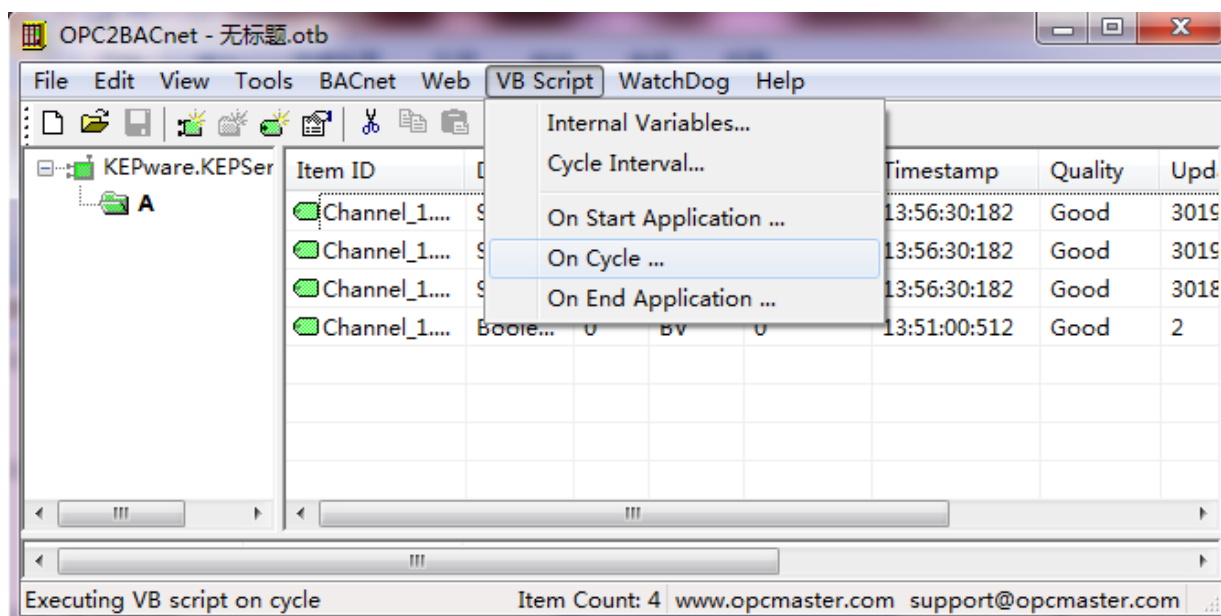 OPC2BACnet - 无标题.otb
File Edit View Tools BACnet Web VB Script WatchDog Help
Internal Variables...
Cycle Interval...
On Start Application ...
On Cycle ...
On End Application ...
KEPware.KEPSer
A
Item ID Timestamp Quality Upd
Channel_1.... 13:56:30:182 Good 3019
Channel_1.... 13:56:30:182 Good 3019
Channel_1.... 13:56:30:182 Good 3018
Channel_1.... Boole... 0 BV 0 13:51:00:512 Good 2
Executing VB script on cycle Item Count: 4 www.opcmaster.com support@opcmaster.com